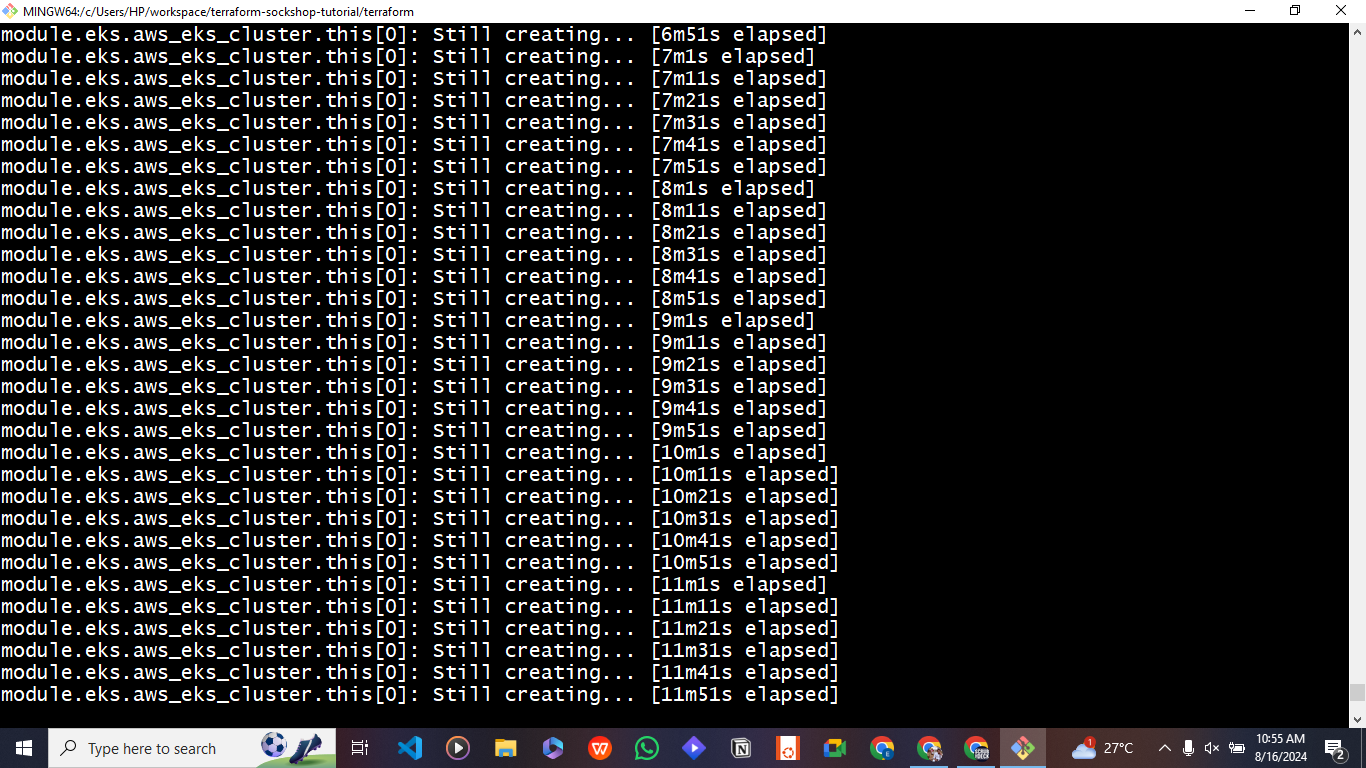 MINGW64:/c/Users/HP/workspace/terraform-sockshop-tutorial/terraform
module.eks.aws_eks_cluster.this[0]: Still creating... [6m51s elapsed]
module.eks.aws_eks_cluster.this[0]: Still creating... [7m1s elapsed]
module.eks.aws_eks_cluster.this[0]: Still creating... [7m11s elapsed]
module.eks.aws_eks_cluster.this[0]: Still creating... [7m21s elapsed]
module.eks.aws_eks_cluster.this[0]: Still creating... [7m31s elapsed]
module.eks.aws_eks_cluster.this[0]: Still creating... [7m41s elapsed]
module.eks.aws_eks_cluster.this[0]: Still creating... [7m51s elapsed]
module.eks.aws_eks_cluster.this[0]: Still creating... [8m1s elapsed]
module.eks.aws_eks_cluster.this[0]: Still creating... [8m11s elapsed]
module.eks.aws_eks_cluster.this[0]: Still creating... [8m21s elapsed]
module.eks.aws_eks_cluster.this[0]: Still creating... [8m31s elapsed]
module.eks.aws_eks_cluster.this[0]: Still creating... [8m41s elapsed]
module.eks.aws_eks_cluster.this[0]: Still creating... [8m51s elapsed]
module.eks.aws_eks_cluster.this[0]: Still creating... [9m1s elapsed]
module.eks.aws_eks_cluster.this[0]: Still creating... [9m11s elapsed]
module.eks.aws_eks_cluster.this[0]: Still creating... [9m21s elapsed]
module.eks.aws_eks_cluster.this[0]: Still creating... [9m31s elapsed]
module.eks.aws_eks_cluster.this[0]: Still creating... [9m41s elapsed]
module.eks.aws_eks_cluster.this[0]: Still creating... [9m51s elapsed]
module.eks.aws_eks_cluster.this[0]: Still creating... [10m1s elapsed]
module.eks.aws_eks_cluster.this[0]: Still creating... [10m11s elapsed]
module.eks.aws_eks_cluster.this[0]: Still creating... [10m21s elapsed]
module.eks.aws_eks_cluster.this[0]: Still creating... [10m31s elapsed]
module.eks.aws_eks_cluster.this[0]: Still creating... [10m41s elapsed]
module.eks.aws_eks_cluster.this[0]: Still creating... [10m51s elapsed]
module.eks.aws_eks_cluster.this[0]: Still creating... [11m1s elapsed]
module.eks.aws_eks_cluster.this[0]: Still creating... [11m11s elapsed]
module.eks.aws_eks_cluster.this[0]: Still creating... [11m21s elapsed]
module.eks.aws_eks_cluster.this[0]: Still creating... [11m31s elapsed]
module.eks.aws_eks_cluster.this[0]: Still creating... [11m41s elapsed]
module.eks.aws_eks_cluster.this[0]: Still creating... [11m51s elapsed]
Type here to search
1
27°C
10:55 AM
8/16/2024
2